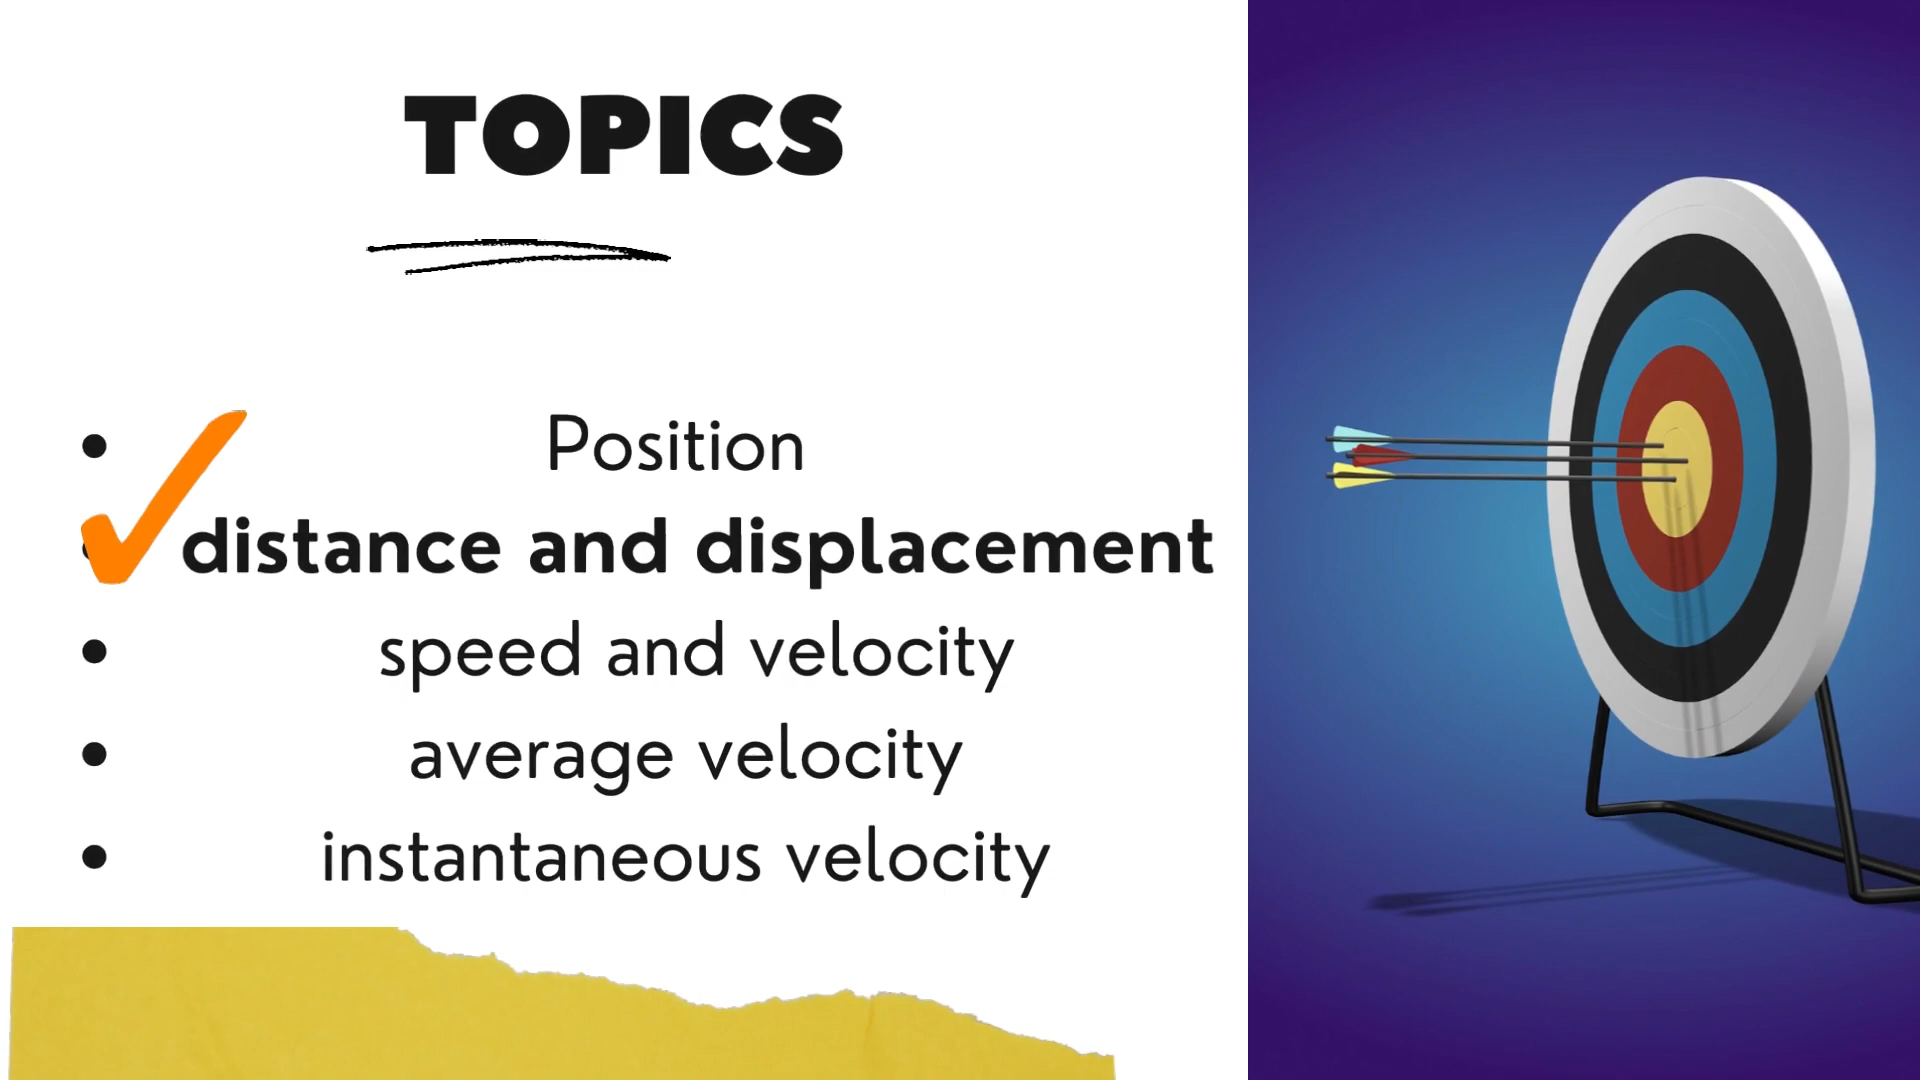 TOPICS
• Position
• distance and displacement
• speed and velocity
• average velocity
• instantaneous velocity